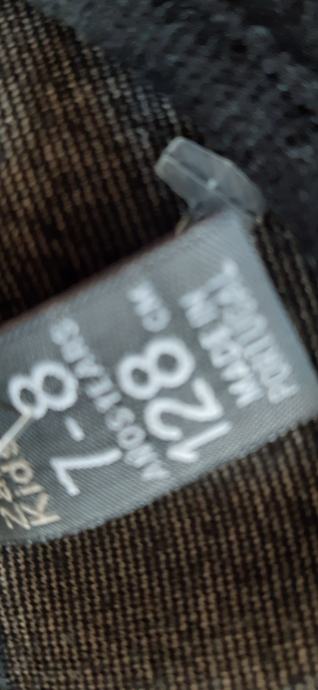 Kids
7-8
AÑOS YEARS
128 CM
MADE IN
PORTUGAL